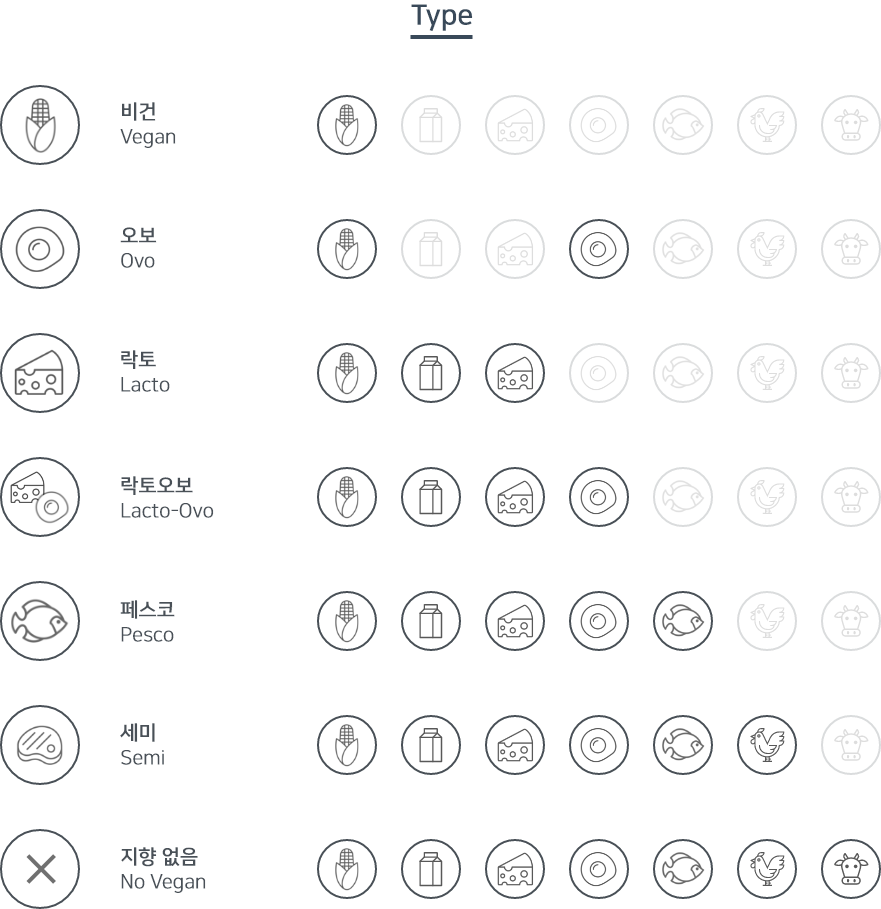 Type
비건
Vegan
오보
Ovo
락토
Lacto
락토오보
Lacto-Ovo
페스코
Pesco
세미
Semi
지향 없음
No Vegan